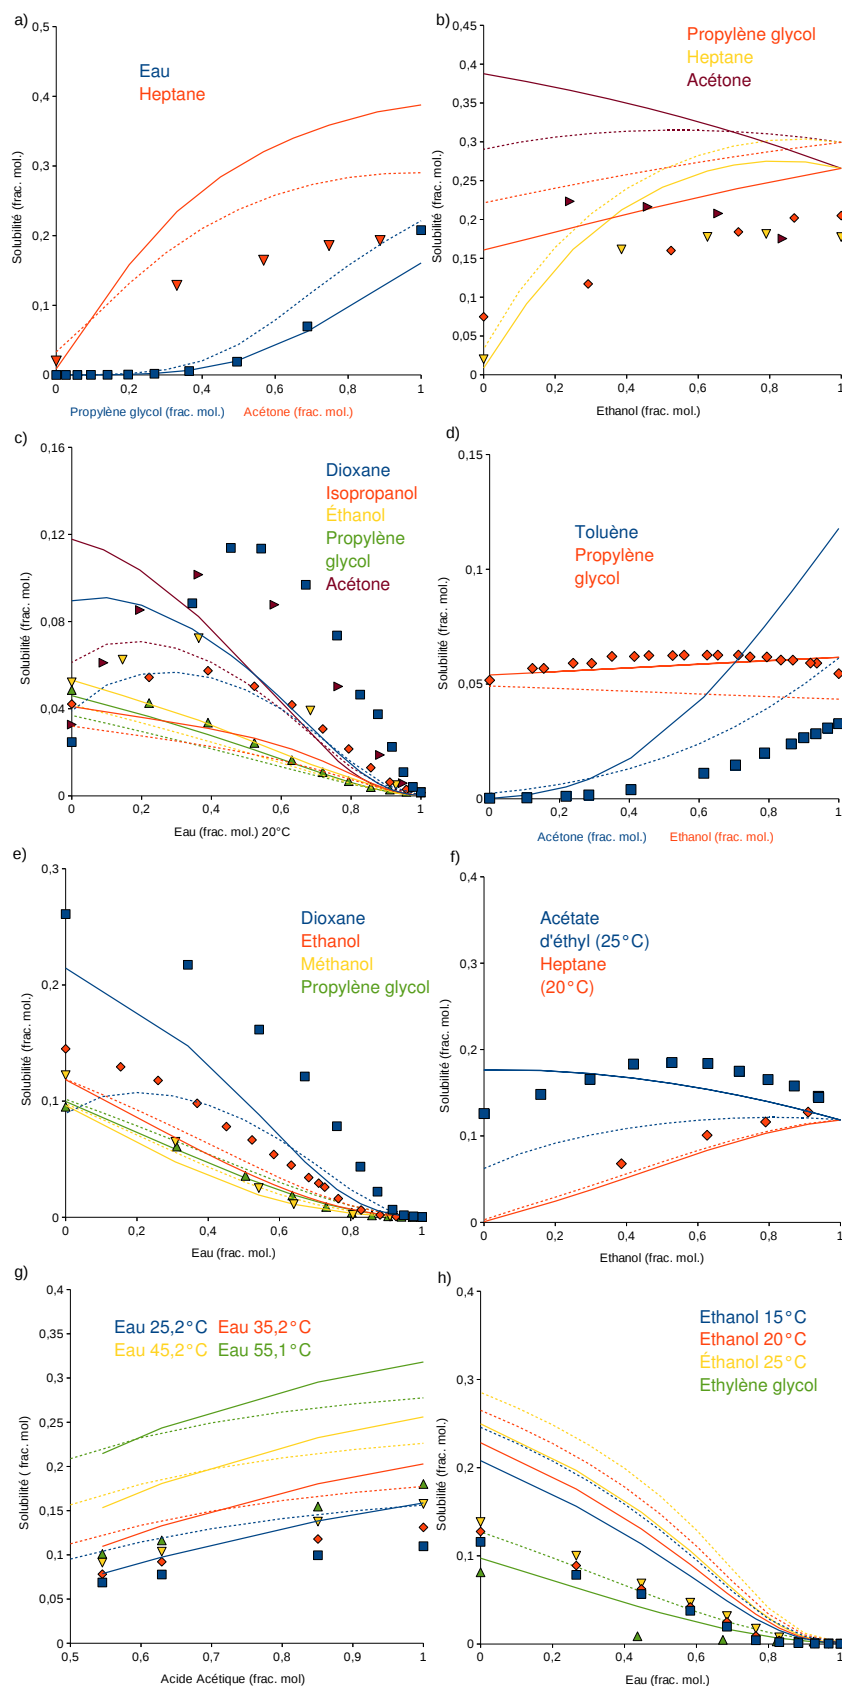 a)
0,5
0,4
0,3
0,2
0,1
0
0
0,2
0,4
0,6
0,8
1
Solubilité (frac. mol.)
Eau
Heptane
Propylène glycol (frac. mol.)
Acétone (frac. mol.)
b)
0,45
0,4
0,35
0,3
0,25
0,2
0,15
0,1
0,05
0
0
0,2
0,4
0,6
0,8
1
Solubilité (frac. mol.)
Propylène glycol
Heptane
Acétone
Ethanol (frac. mol.)
c)
0,16
0,12
0,08
0,04
0
0
0,2
0,4
0,6
0,8
1
Solubilité (frac. mol.)
Dioxane
Isopropanol
Éthanol
Propylène
glycol
Acétone
Eau (frac. mol.) 20°C
d)
0,15
0,1
0,05
0
0
0,2
0,4
0,6
0,8
1
Solubilité (frac. mol.)
Toluène
Propylène
glycol
Acétone (frac. mol.)
Ethanol (frac. mol.)
e)
0,3
0,2
0,1
0
0
0,2
0,4
0,6
0,8
1
Solubilité (frac. mol.)
Dioxane
Ethanol
Méthanol
Propylène glycol
Eau (frac. mol.)
f)
0,4
0,3
0,2
0,1
0
0
0,2
0,4
0,6
0,8
1
Solubilité (frac. mol.)
Acétate
d'éthyl (25°C)
Heptane
(20°C)
Ethanol (frac. mol.)
g)
0,4
0,35
0,3
0,25
0,2
0,15
0,1
0,05
0
0,5
0,6
0,7
0,8
0,9
1
Solubilité ( frac. mol)
Eau 25,2°C Eau 35,2°C
Eau 45,2°C Eau 55,1°C
Acide Acétique (frac. mol)
h)
0,4
0,3
0,2
0,1
0
0
0,2
0,4
0,6
0,8
1
Solubilité (frac. mol.)
Ethanol 15°C
Ethanol 20°C
Éthanol 25°C
Ethylène glycol
Eau (frac. mol.)